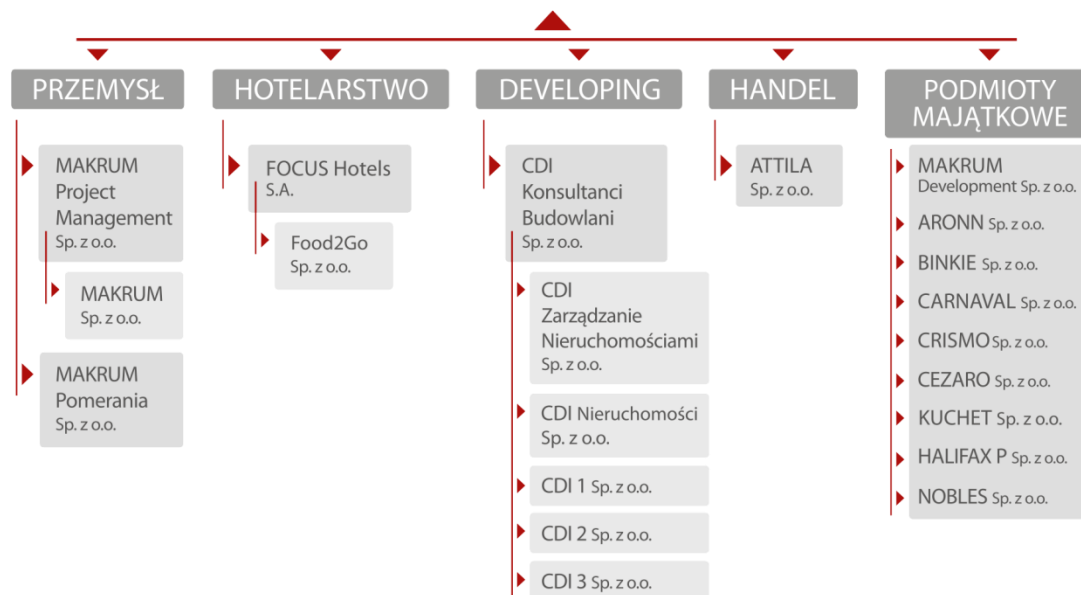 PRZEMYSŁ
MAKRUM
Project
Management
Sp. z o.o.
MAKRUM
Sp. z o.o.
MAKRUM
Pomerania
Sp. z o.o.
HOTELARSTWO
FOCUS Hotels
S.A.
Food2Go
Sp. z o.o.
DEVELOPING
CDI
Konsultanci
Budowlani
Sp. z o.o.
CDI
Zarządzanie
Nieruchomościami
Sp. z o.o.
CDI Nieruchomości
Sp. z o.o.
CDI 1 Sp. z o.o.
CDI 2 Sp. z o.o.
CDI 3 Sp. z o.o.
HANDEL
ATTILA
Sp. z o.o.
PODMIOTY
MAJĄTKOWE
MAKRUM
Development Sp. z o.o.
ARONN Sp. z o.o.
BINKIE Sp. z o.o.
CARNAVAL Sp. z o.o.
CRISMO Sp. z o.o.
CEZARO Sp. z o.o.
KUCHET Sp. z o.o.
HALIFAX P Sp. z o.o.
NOBLES Sp. z o.o.